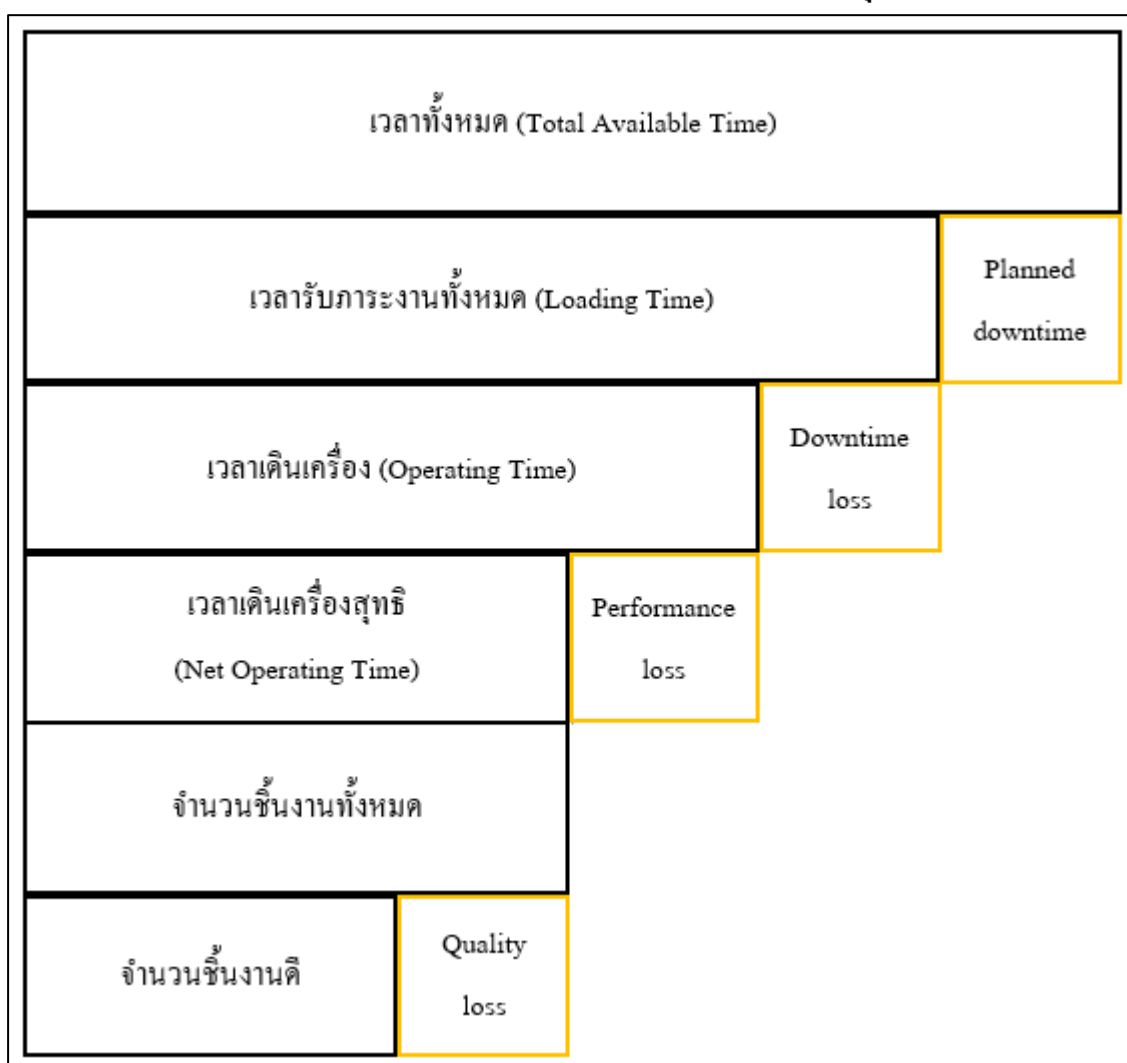 เวลาทั้งหมด (Total Available Time)
เวลารับภาระงานทั้งหมด (Loading Time)
Planned
downtime
เวลาเดินเครื่อง (Operating Time)
Downtime
loss
เวลาเดินเครื่องสุทธิ
(Net Operating Time)
Performance
loss
จำนวนชิ้นงานทั้งหมด
จำนวนชิ้นงานดี
Quality
loss